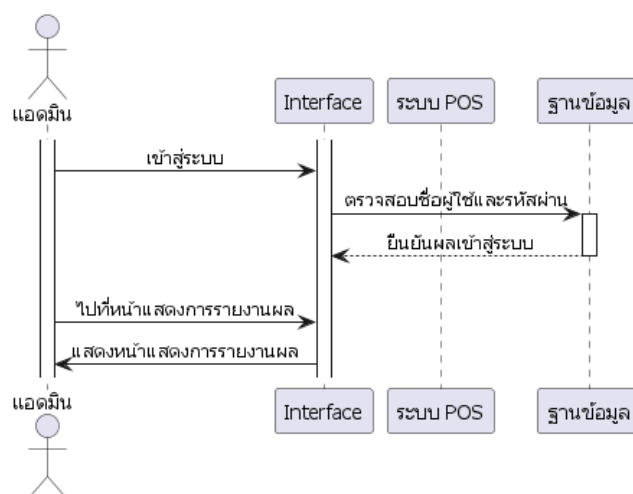 แอดมิน
Interface
ระบบ POS
ฐานข้อมูล
เข้าสู่ระบบ
ตรวจสอบชื่อผู้ใช้และรหัสผ่าน
ยืนยันผลเข้าสู่ระบบ
ไปที่หน้าแสดงการรายงานผล
แสดงหน้าแสดงการรายงานผล
แอดมิน
Interface
ระบบ POS
ฐานข้อมูล